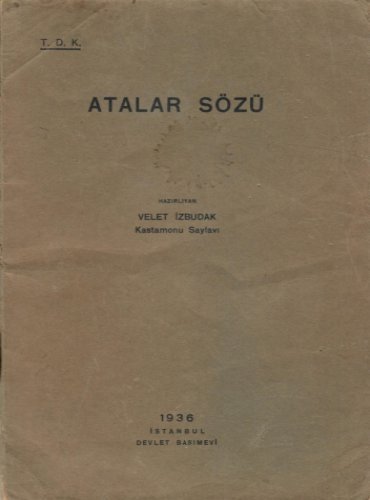 T. D. K.
ATALAR SÖZÜ
HAZIRLIYAN
VELET İZBUDAK
Kastamonu Saylavı
1936
İSTANBUL
DEVLET BASIMEVİ